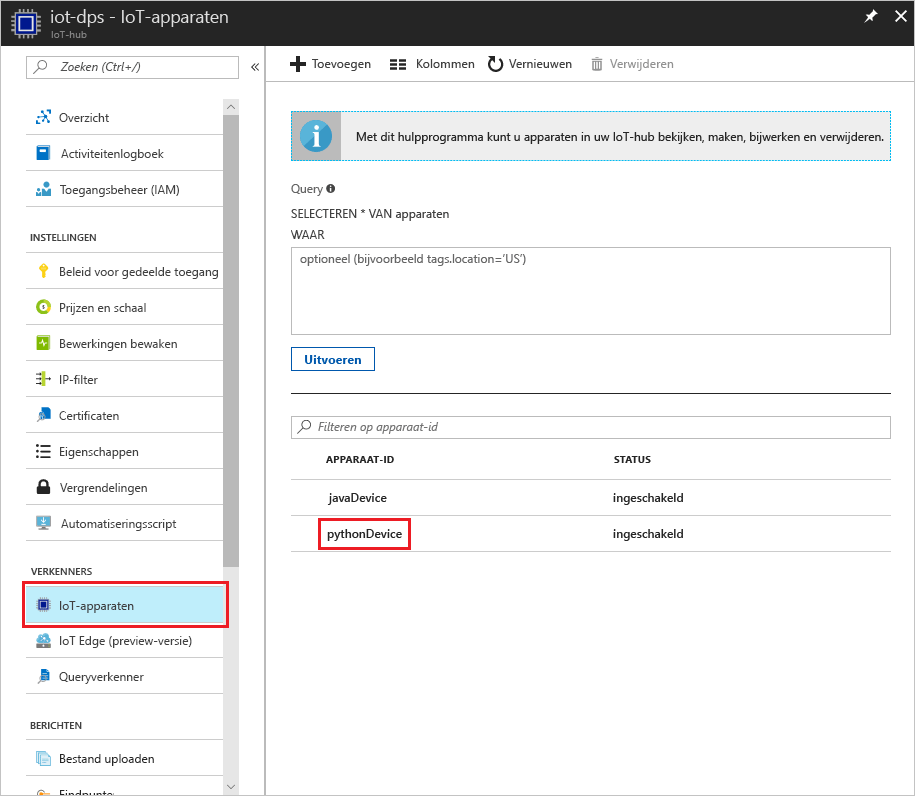 iot-dps - IoT-apparaten
IoT-hub
Zoeken (Ctrl+/)
Overzicht
Activiteitenlogboek
Toegangsbeheer (IAM)
INSTELLINGEN
Beleid voor gedeelde toegang
Prijzen en schaal
Bewerkingen bewaken
IP-filter
Certificaten
Eigenschappen
Vergrendelingen
Automatiseringsscript
VERKENNERS
IoT-apparaten
IoT Edge (preview-versie)
Queryverkenner
BERICHTEN
Bestand uploaden
Eindpunte
Toevoegen Kolommen Vernieuwen Verwijderen
Met dit hulpprogramma kunt u apparaten in uw IoT-hub bekijken, maken, bijwerken en verwijderen.
Query
SELECTEREN * VAN apparaten
WAAR
optioneel (bijvoorbeeld tags.location='US')
Uitvoeren
Filteren op apparaat-id
APPARAAT-ID STATUS
javaDevice ingeschakeld
pythonDevice ingeschakeld